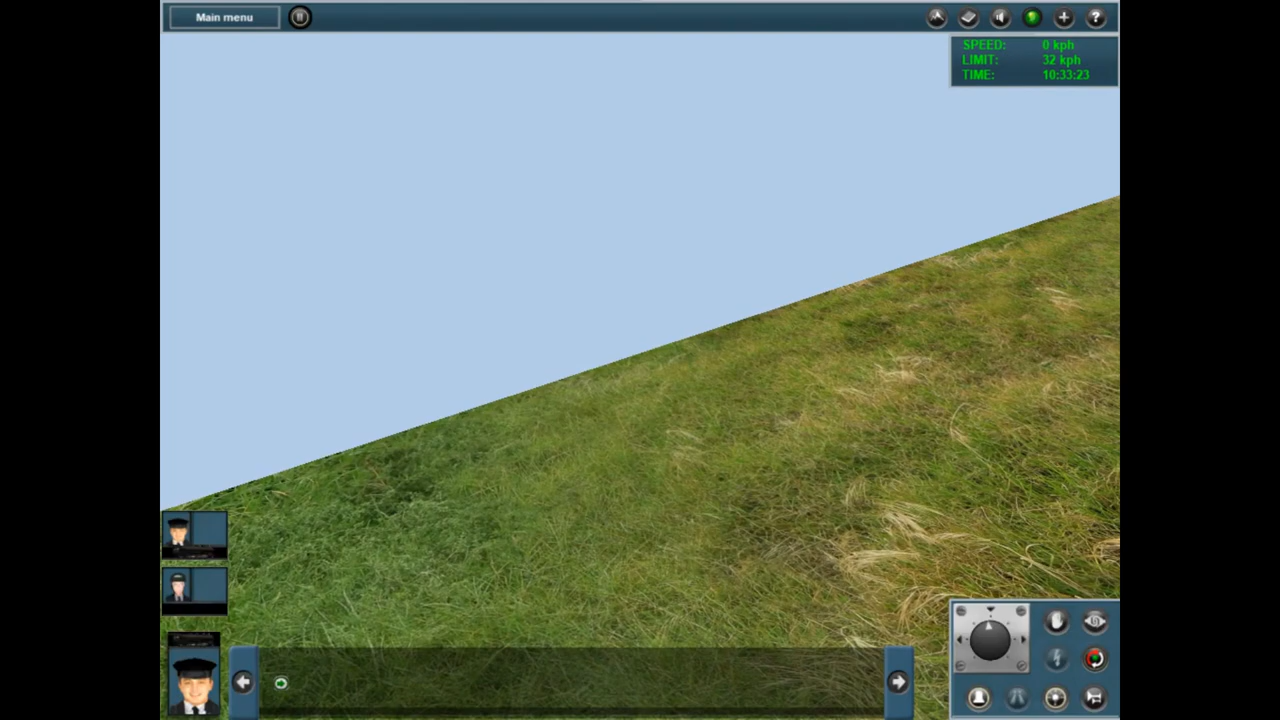 Main menu
?
SPEED: 0 kph
LIMIT: 32 kph
TIME: 10:33:23